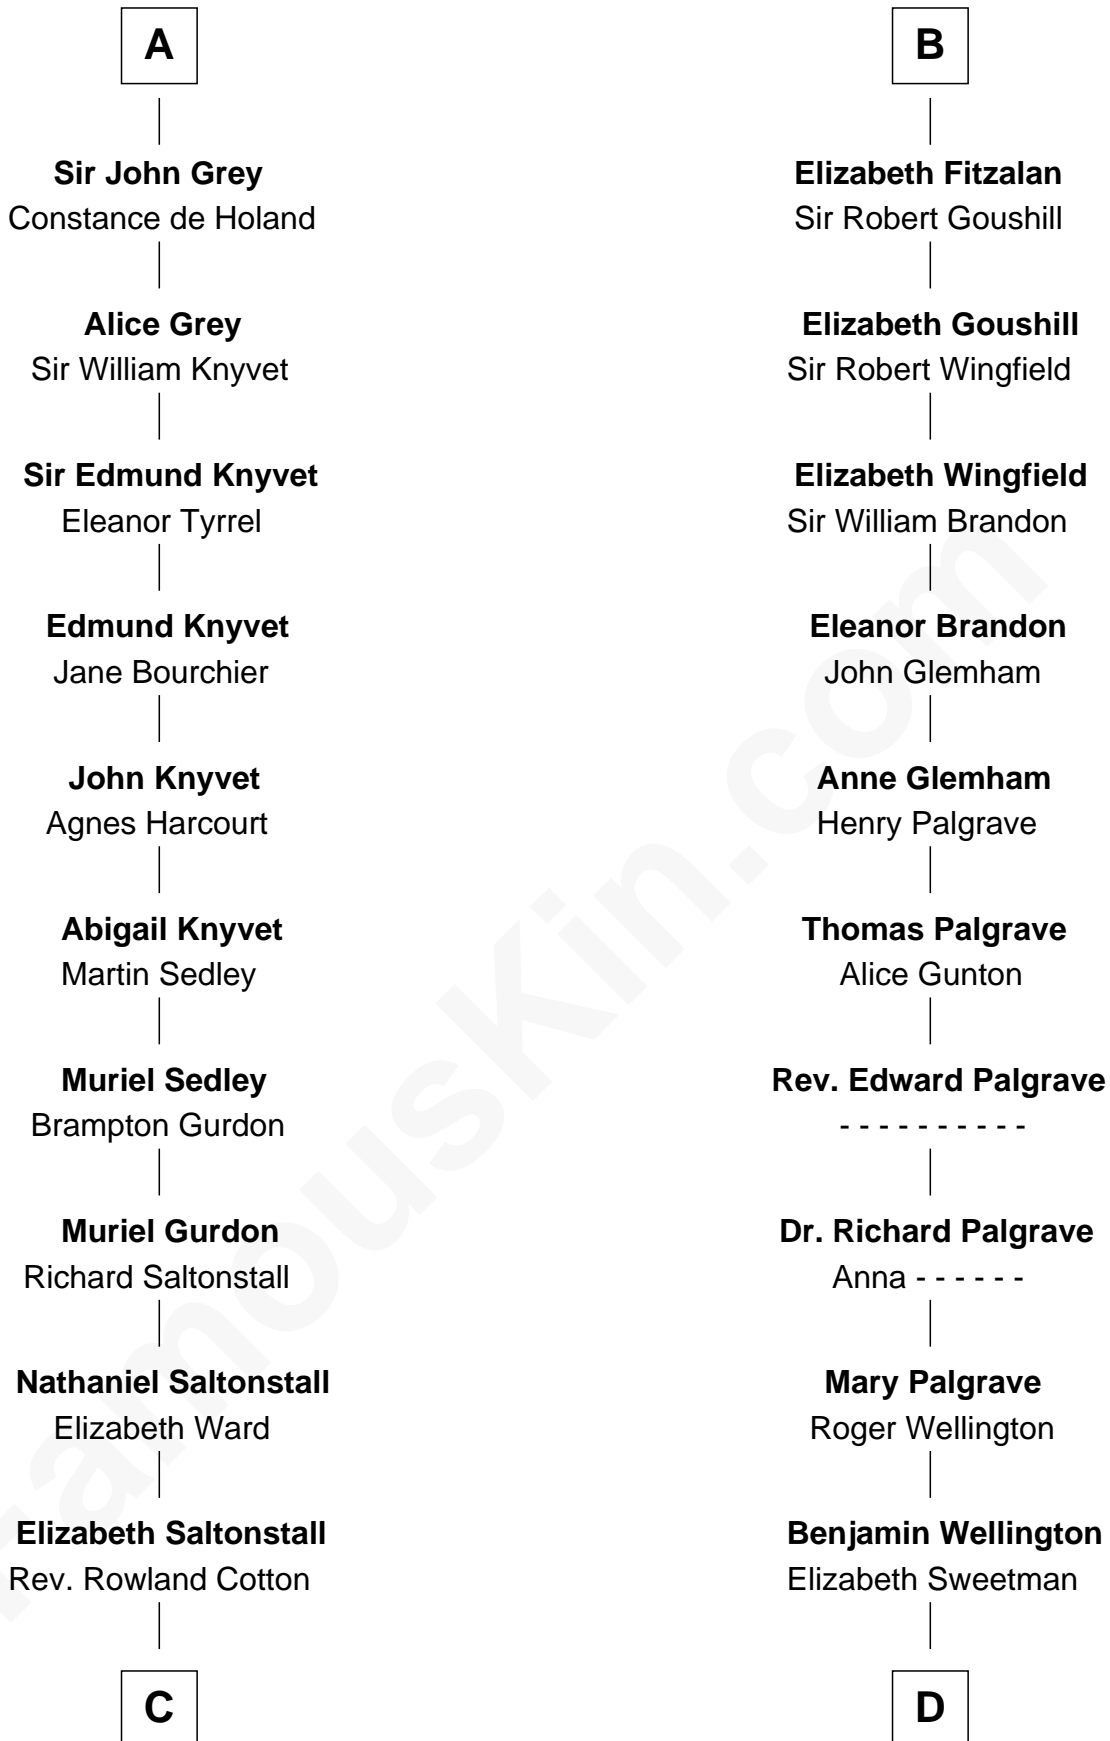 A
Sir John Grey
Constance de Holand
Alice Grey
Sir William Knyvet
Sir Edmund Knyvet
Eleanor Tyrrel
Edmund Knyvet
Jane Bourchier
John Knyvet
Agnes Harcourt
Abigail Knyvet
Martin Sedley
Muriel Sedley
Brampton Gurdon
Muriel Gurdon
Richard Saltonstall
Nathaniel Saltonstall
Elizabeth Ward
Elizabeth Saltonstall
Rev. Rowland Cotton
C
B
Elizabeth Fitzalan
Sir Robert Goushill
Elizabeth Goushill
Sir Robert Wingfield
Elizabeth Wingfield
Sir William Brandon
Eleanor Brandon
John Glemham
Anne Glemham
Henry Palgrave
Thomas Palgrave
Alice Gunton
Rev. Edward Palgrave
- - - - - - - - - -
Dr. Richard Palgrave
Anna - - - - - -
Mary Palgrave
Roger Wellington
Benjamin Wellington
Elizabeth Sweetman
D
FamousKin.com